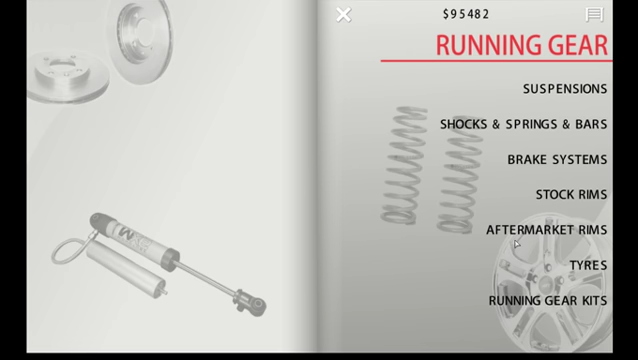 $95482
RUNNING GEAR
SUSPENSIONS
SHOCKS & SPRINGS & BARS
BRAKE SYSTEMS
STOCK RIMS
AFTERMARKET RIMS
TYRES
RUNNING GEAR KITS